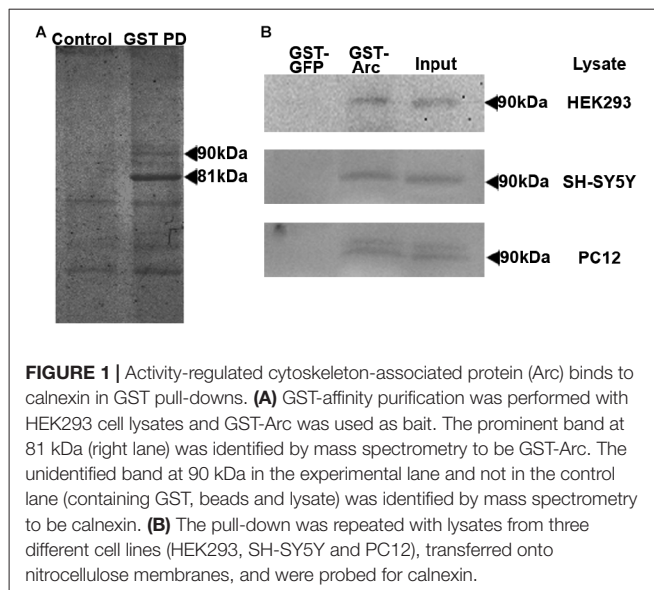 A
Control GST PD
90kDa
81kDa
B
GST-
GFP
GST-
Arc
Input
Lysate
90kDa HEK293
90kDa SH-SY5Y
90kDa PC12
FIGURE 1 | Activity-regulated cytoskeleton-associated protein (Arc) binds to
calnexin in GST pull-downs. (A) GST-affinity purification was performed with
HEK293 cell lysates and GST-Arc was used as bait. The prominent band at
81 kDa (right lane) was identified by mass spectrometry to be GST-Arc. The
unidentified band at 90 kDa in the experimental lane and not in the control
lane (containing GST, beads and lysate) was identified by mass spectrometry
to be calnexin. (B) The pull-down was repeated with lysates from three
different cell lines (HEK293, SH-SY5Y and PC12), transferred onto
nitrocellulose membranes, and were probed for calnexin.